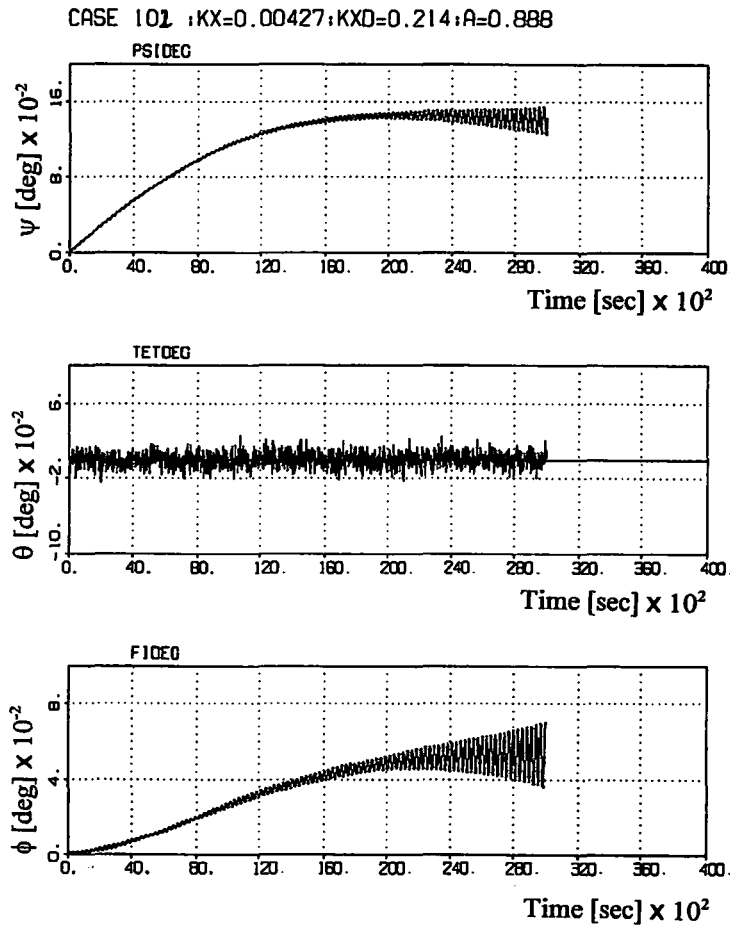 CASE 102 :KX=0.00427:KXD=0.214:A=0.888
PSIDEG
ψ [deg] x 10⁻²
16.
8.
0.
0. 40. 80. 120. 160. 200. 240. 280. 320. 360. 400.
Time [sec] x 10²
TETDEG
θ [deg] x 10⁻²
6.
-2.
-10.
0. 40. 80. 120. 160. 200. 240. 280. 320. 360. 400.
Time [sec] x 10²
FIDEG
ϕ [deg] x 10⁻²
8.
4.
0.
0. 40. 80. 120. 160. 200. 240. 280. 320. 360. 400.
Time [sec] x 10²